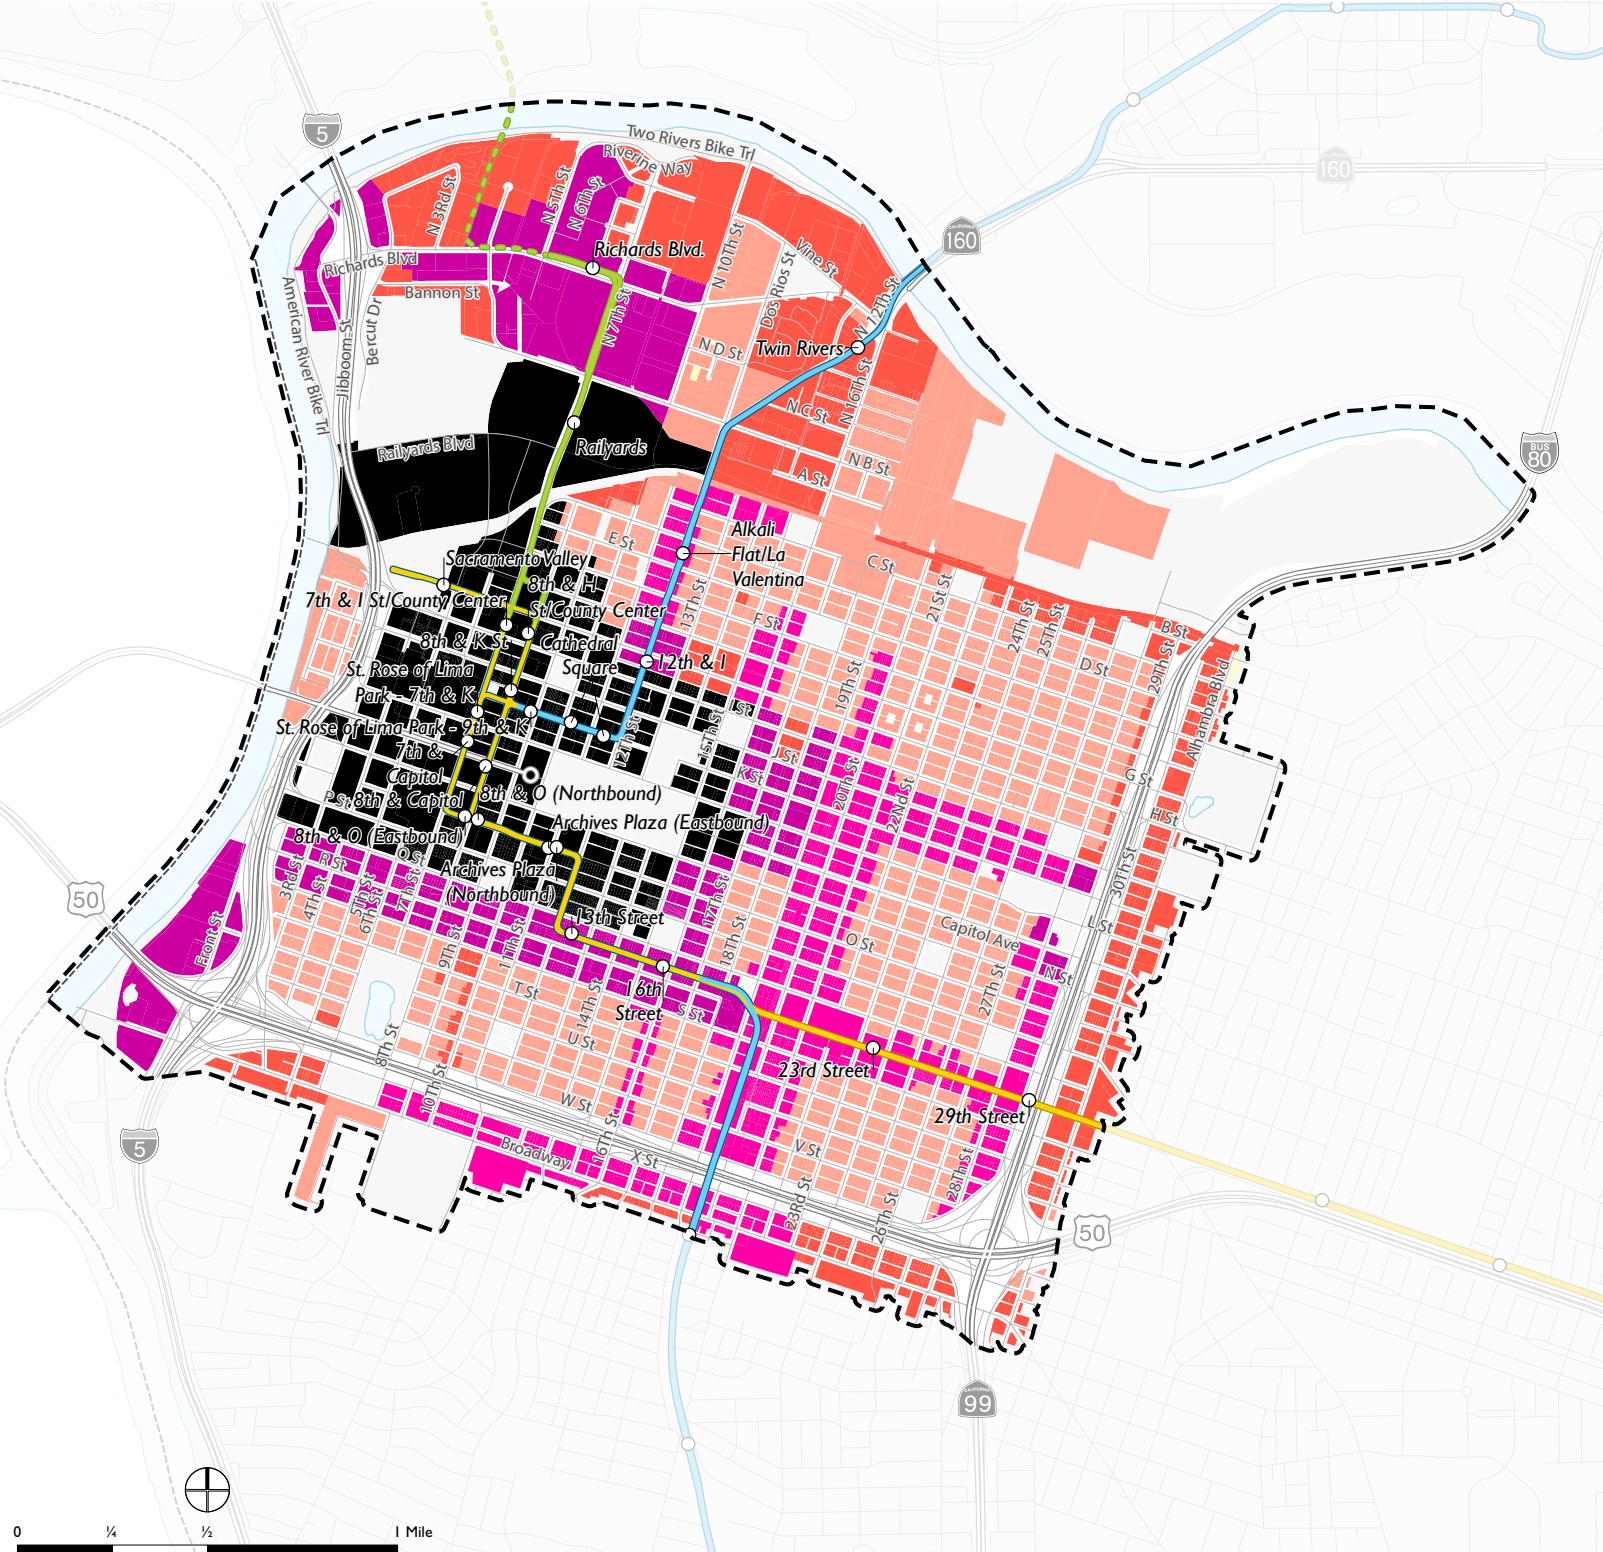 5
Two Rivers Bike Trl
Riverine Way
N 3Rd St
N 5Th St
N 6Th St
160
CALIFORNIA
160
Richards Blvd.
N 10Th St
Vine St
Richards Blvd
Dos Rios St
Bannon St
N 12Th St
N 7Th St
American River Bike Trl
Jibboom St
Bercut Dr
Twin Rivers
N D St
N 16Th St
N C St
Railyards Blvd
Railyards
N B St
A St
BUS
80
Alkali
Flat/La
Valentina
E St
C St
Sacramento Valley
8th & H
St/County Center
7th & I St/County Center
13Th St
21St St
F St
24Th St
25Th St
B St
D St
29Th St
8th & K St
Cathedral
Square
12th & I
St. Rose of Lima
Park - 7th & K
19Th St
Alhambra Blvd
I St
St. Rose of Lima Park - 9th & K
12Th St
15Th St
J St
K St
7th &
Capitol
20Th St
22Nd St
G St
H St
P St
8th & Capitol
8th & O (Northbound)
Archives Plaza (Eastbound)
8th & O (Eastbound)
Q St
R St
Archives Plaza
(Northbound)
3Rd St
4Th St
5Th St
6Th St
7Th St
30Th St
50
13th Street
17Th St
18Th St
O St
Capitol Ave
L St
Front St
9Th St
11Th St
N St
27Th St
16th
Street
T St
14Th St
S St
U St
8Th St
23rd Street
10Th St
W St
29th Street
5
Broadway
16Th St
X St
V St
28Th St
23Rd St
26Th St
50
CALIFORNIA
99
0
¼
½
1 Mile